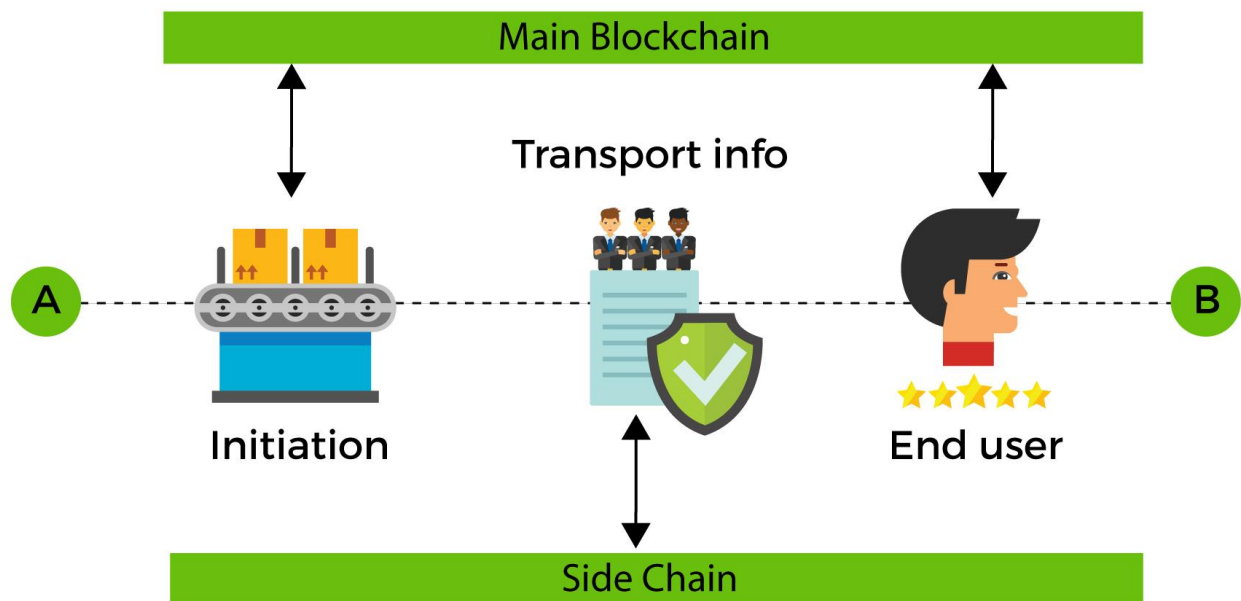 Main Blockchain
Transport info
A
B
Initiation
End user
Side Chain